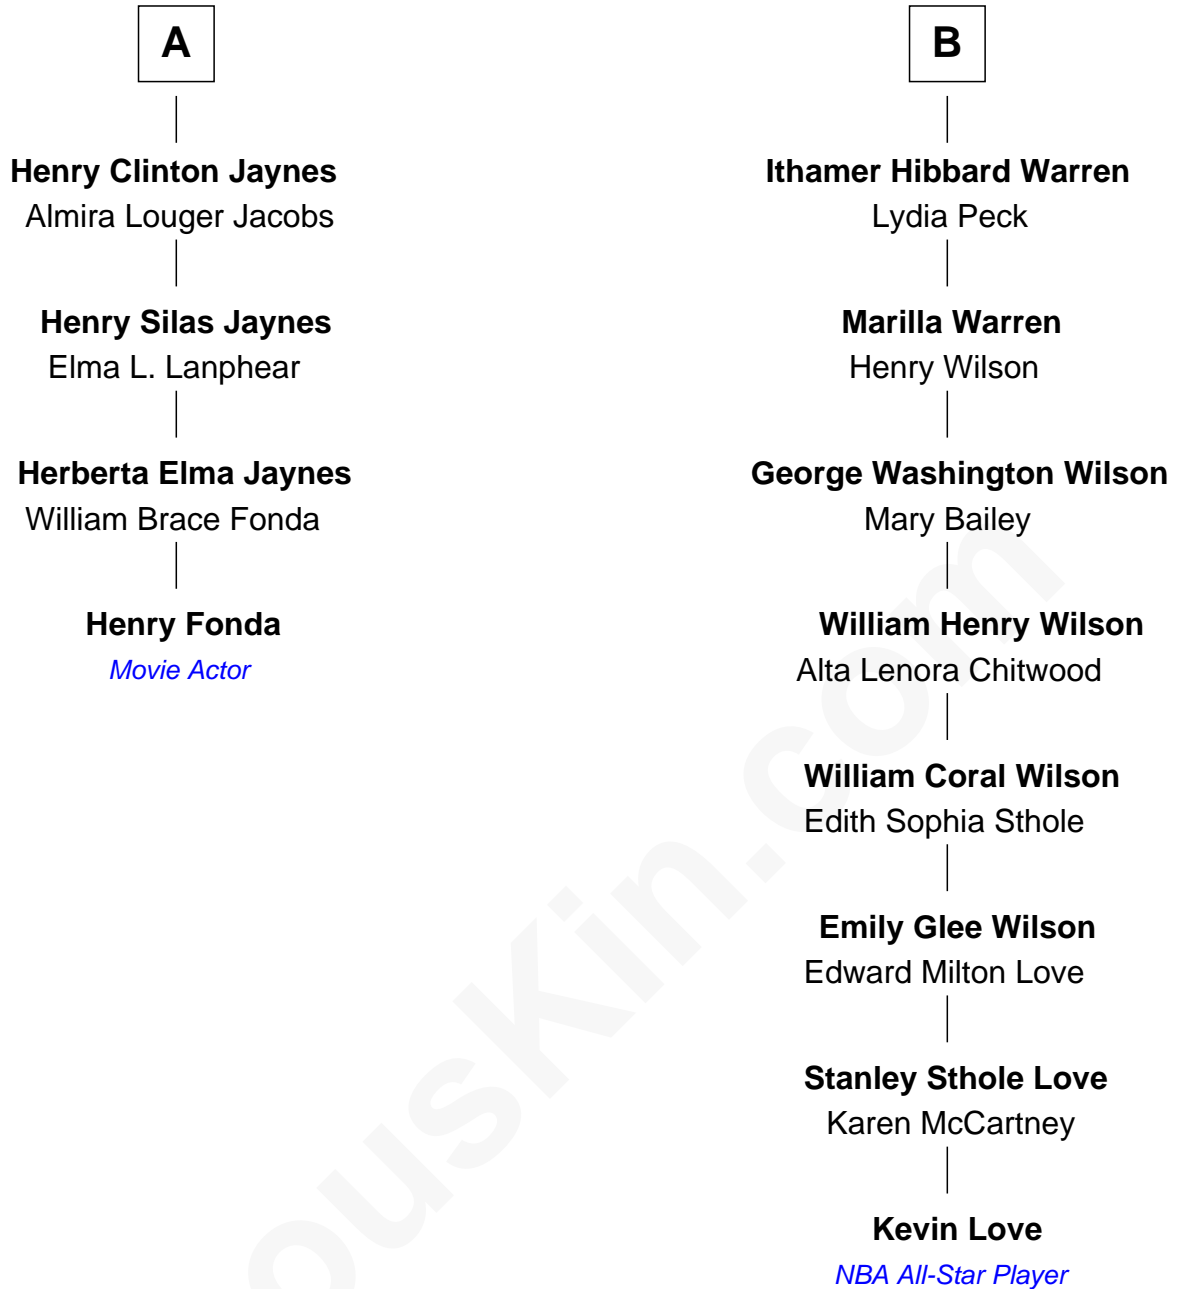 A
Henry Clinton Jaynes
Almira Louger Jacobs
Henry Silas Jaynes
Elma L. Lanphear
Herberta Elma Jaynes
William Brace Fonda
Henry Fonda
Movie Actor
B
Ithamer Hibbard Warren
Lydia Peck
Marilla Warren
Henry Wilson
George Washington Wilson
Mary Bailey
William Henry Wilson
Alta Lenora Chitwood
William Coral Wilson
Edith Sophia Sthole
Emily Glee Wilson
Edward Milton Love
Stanley Sthole Love
Karen McCartney
Kevin Love
NBA All-Star Player
ousKin.com